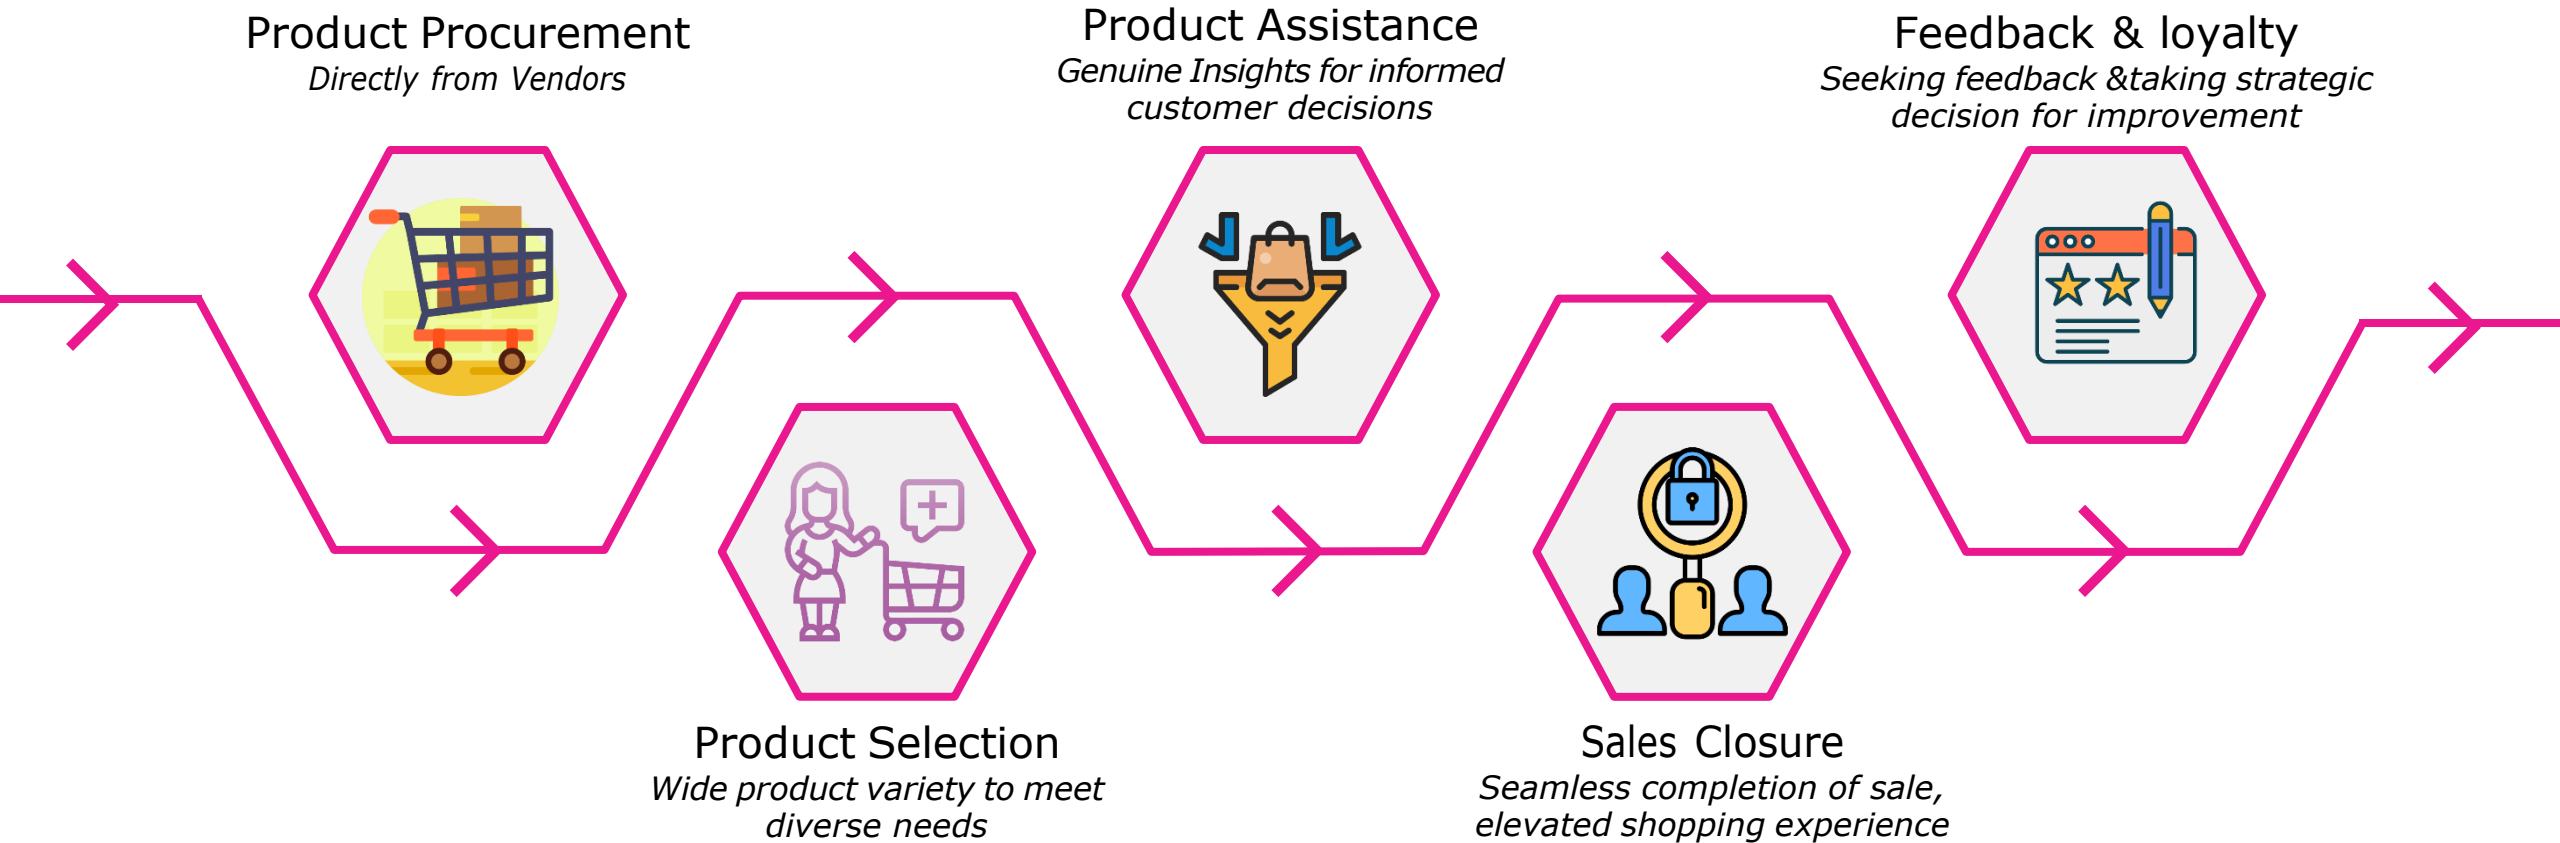 Product Procurement
Directly from Vendors
Product Selection
Wide product variety to meet
diverse needs
Product Assistance
Genuine Insights for informed
customer decisions
Sales Closure
Seamless completion of sale,
elevated shopping experience
Feedback & loyalty
Seeking feedback &taking strategic
decision for improvement